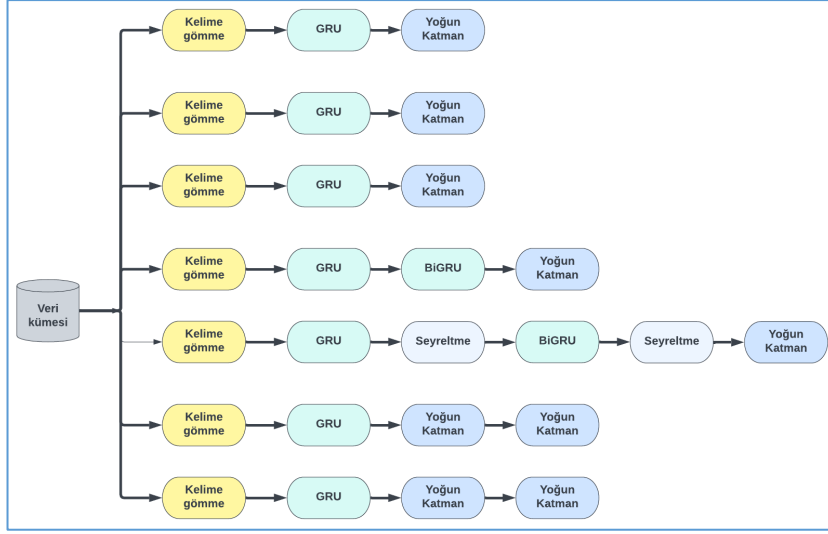 Kelime
gömme
GRU
Yoğun
Katman
Kelime
gömme
GRU
Yoğun
Katman
Kelime
gömme
GRU
Yoğun
Katman
Kelime
gömme
GRU
BiGRU
Yoğun
Katman
Veri
kümesi
Kelime
gömme
GRU
Seyreltme
BiGRU
Seyreltme
Yoğun
Katman
Kelime
gömme
GRU
Yoğun
Katman
Yoğun
Katman
Kelime
gömme
GRU
Yoğun
Katman
Yoğun
Katman